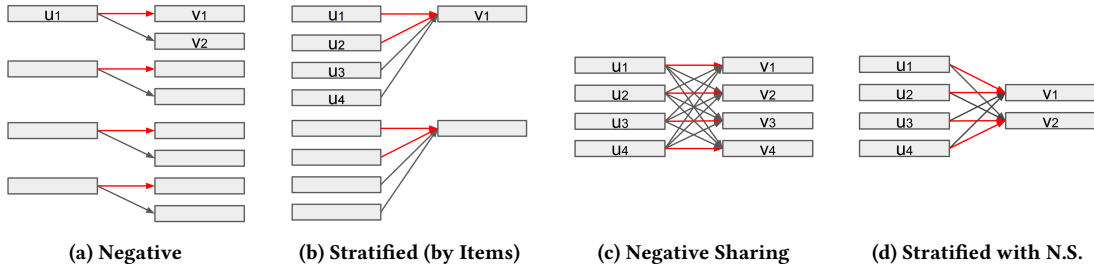 u1 v1
v2
(a) Negative
u1 v1
u2
u3
u4
(b) Stratified (by Items)
u1 v1
u2 v2
u3 v3
u4 v4
(c) Negative Sharing
u1
u2 v1
u3 v2
u4
(d) Stratified with N.S.